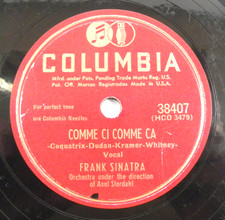 COLUMBIA
Mfrd. under Pats. Pending Trade Marks Reg. U.S.
Pat. Off. Marcas Registradas Made in U.S.A.
For perfect tone
use Columbia Needles
38407
(HCO 3479)
COMME CI COMME CA
-Coquatrix-Dudan-Kramer-Whitney-
Vocal
FRANK SINATRA
Orchestra under the direction
of Axel Stordahl